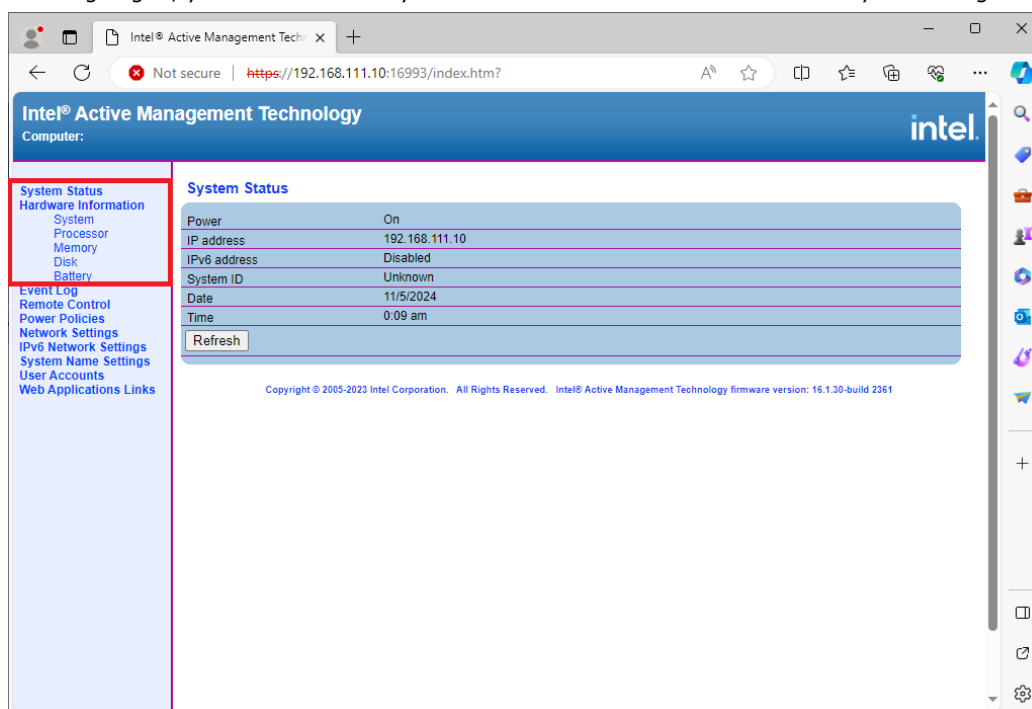 Intel® Active Management Tech
Not secure | https://192.168.111.10:16993/index.htm?
Intel® Active Management Technology
Computer:
intel.
System Status
Hardware Information
System
Processor
Memory
Disk
Battery
Event Log
Remote Control
Power Policies
Network Settings
IPv6 Network Settings
System Name Settings
User Accounts
Web Applications Links
System Status
Power On
IP address 192.168.111.10
IPv6 address Disabled
System ID Unknown
Date 11/5/2024
Time 0:09 am
Refresh
Copyright © 2005-2023 Intel Corporation. All Rights Reserved. Intel® Active Management Technology firmware version: 16.1.30-build 2361